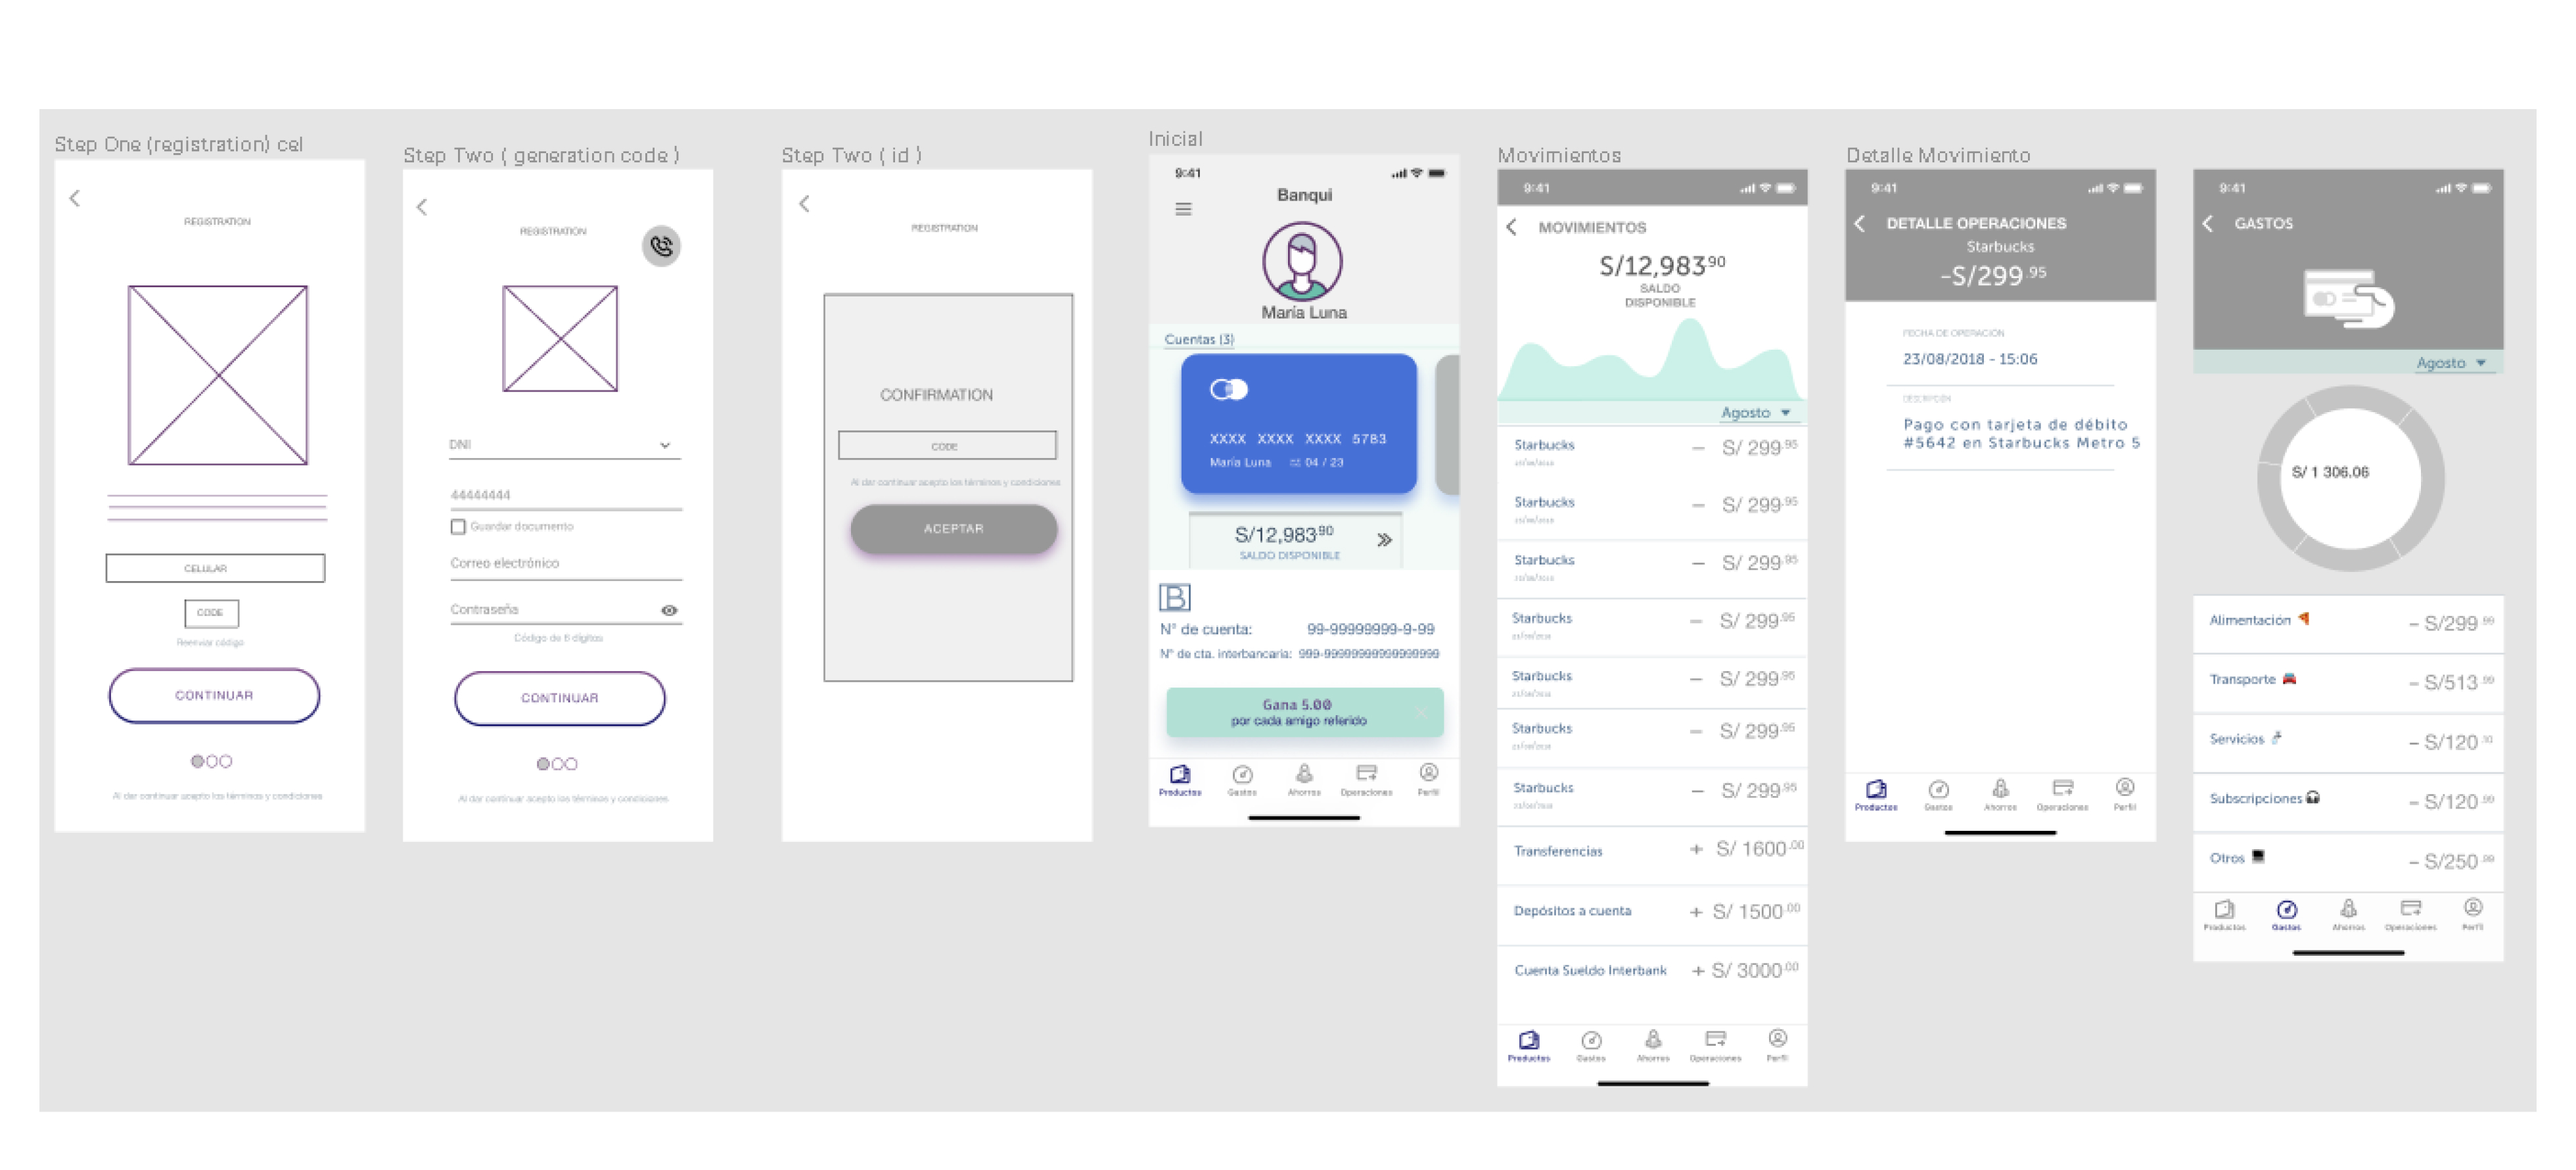 Step One (registration) cel
REGISTRATION
CELULAR
CODE
Reenviar código
CONTINUAR
Al dar continuar acepto los términos y condiciones
Step Two ( generation code )
REGISTRATION
DNI
44444444
Guardar documento
Correo electrónico
Contraseña
Código de 6 dígitos
CONTINUAR
Al dar continuar acepto los términos y condiciones
Step Two ( id )
REGISTRATION
CONFIRMATION
CODE
Al dar continuar acepto los términos y condiciones
ACEPTAR
Inicial
9:41
Banqui
María Luna
Cuentas (3)
XXXX XXXX XXXX 5783
María Luna 04 / 23
S/12,983.90
SALDO DISPONIBLE
B
N° de cuenta: 99-99999999-9-99
N° de cta. interbancaria: 999-99999999999999999
Gana 5.00
por cada amigo referido
Productos Gastos Ahorros Operaciones Perfil
Movimientos
9:41
MOVIMIENTOS
S/12,983 90
SALDO
DISPONIBLE
Agosto
Starbucks – S/ 299.95
Starbucks – S/ 299.95
Starbucks – S/ 299.95
Starbucks – S/ 299.95
Starbucks – S/ 299.95
Starbucks – S/ 299.95
Starbucks – S/ 299.95
Transferencias + S/ 1600.00
Depósitos a cuenta + S/ 1500.00
Cuenta Sueldo Interbank + S/ 3000.00
Productos Gastos Ahorros Operaciones Perfil
Detalle Movimiento
9:41
DETALLE OPERACIONES
Starbucks
-S/299.95
FECHA DE OPERACIÓN
23/08/2018 - 15:06
DESCRIPCIÓN
Pago con tarjeta de débito
#5642 en Starbucks Metro 5
Productos Gastos Ahorros Operaciones Perfil
9:41
GASTOS
Agosto
S/ 1 306.06
Alimentación – S/299.99
Transporte – S/513.99
Servicios – S/120
Subscripciones – S/120.99
Otros – S/250.99
Productos Gastos Ahorros Operaciones Perfil